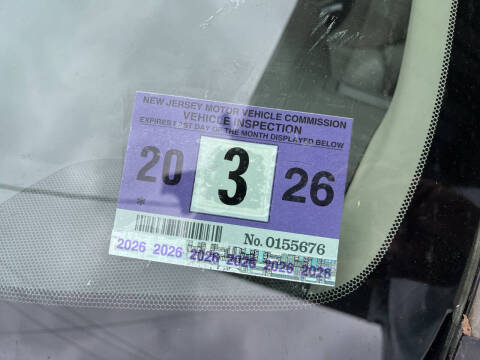 NEW JERSEY MOTOR VEHICLE COMMISSION
VEHICLE INSPECTION
EXPIRES LAST DAY OF THE MONTH DISPLAYED BELOW
20 3 26
*
No. 0155676
2026 2026 2026 2026 2026 2026